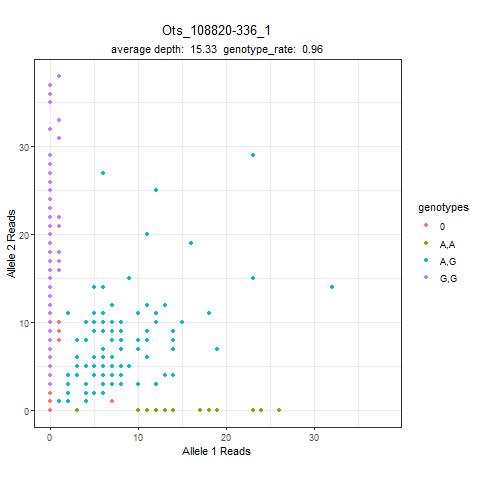 Ots_108820-336_1
average depth: 15.33 genotype_rate: 0.96
Allele 2 Reads
30
20
10
0
0
10
20
30
Allele 1 Reads
genotypes
0
A,A
A,G
G,G